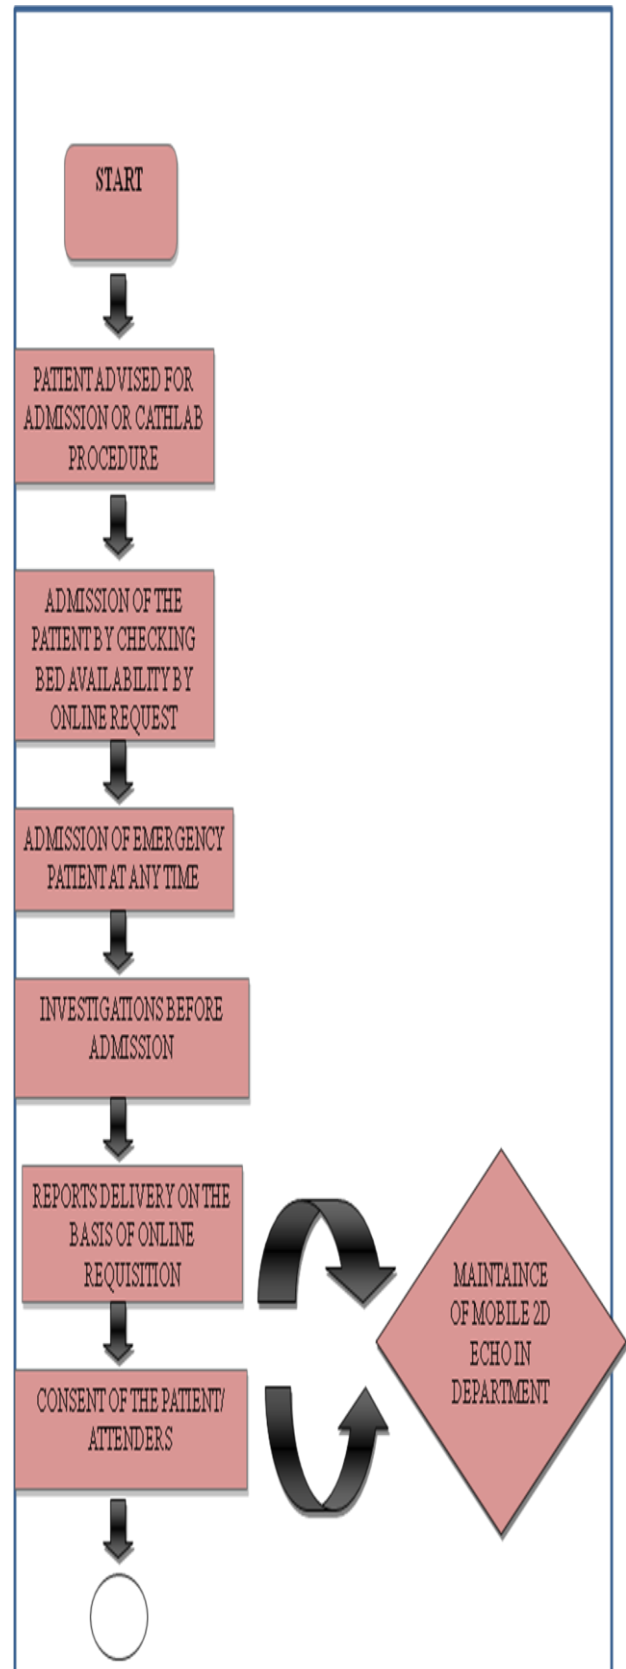 START
PATIENT ADVISED FOR
ADMISSION OR CATHLAB
PROCEDURE
ADMISSION OF THE
PATIENT BY CHECKING
BED AVAILABILITY BY
ONLINE REQUEST
ADMISSION OF EMERGENCY
PATIENT AT ANY TIME
INVESTIGATIONS BEFORE
ADMISSION
REPORTS DELIVERY ON THE
BASIS OF ONLINE
REQUISITION
MAINTAINCE
OF MOBILE 2D
ECHO IN
DEPARTMENT
CONSENT OF THE PATIENT/
ATTENDERS